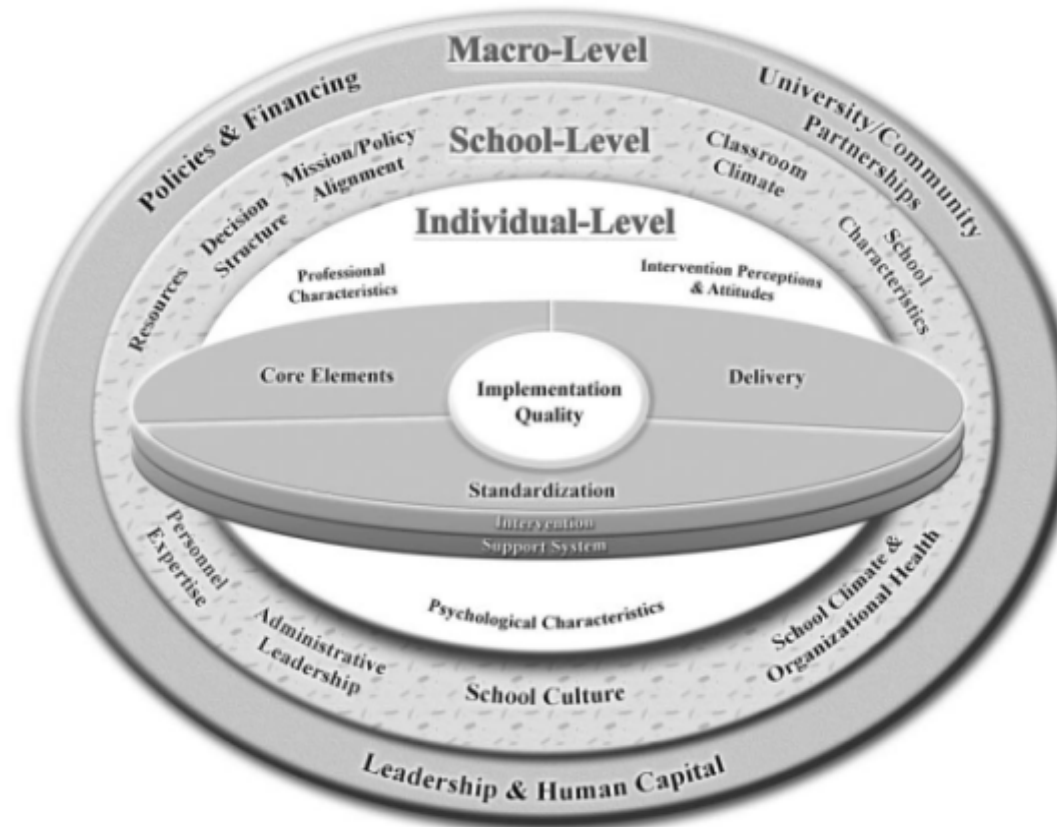 Macro-Level
Policies & Financing
University/Community
Partnerships
School-Level
Mission/Policy
Alignment
Classroom
Climate
Decision
Structure
School
Characteristics
Resources
Individual-Level
Professional
Characteristics
Intervention Perceptions
& Attitudes
Core Elements
Implementation
Quality
Delivery
Standardization
Intervention
Support System
Psychological Characteristics
Personnel
Expertise
Administrative
Leadership
School Culture
School Climate &
Organizational Health
Leadership & Human Capital